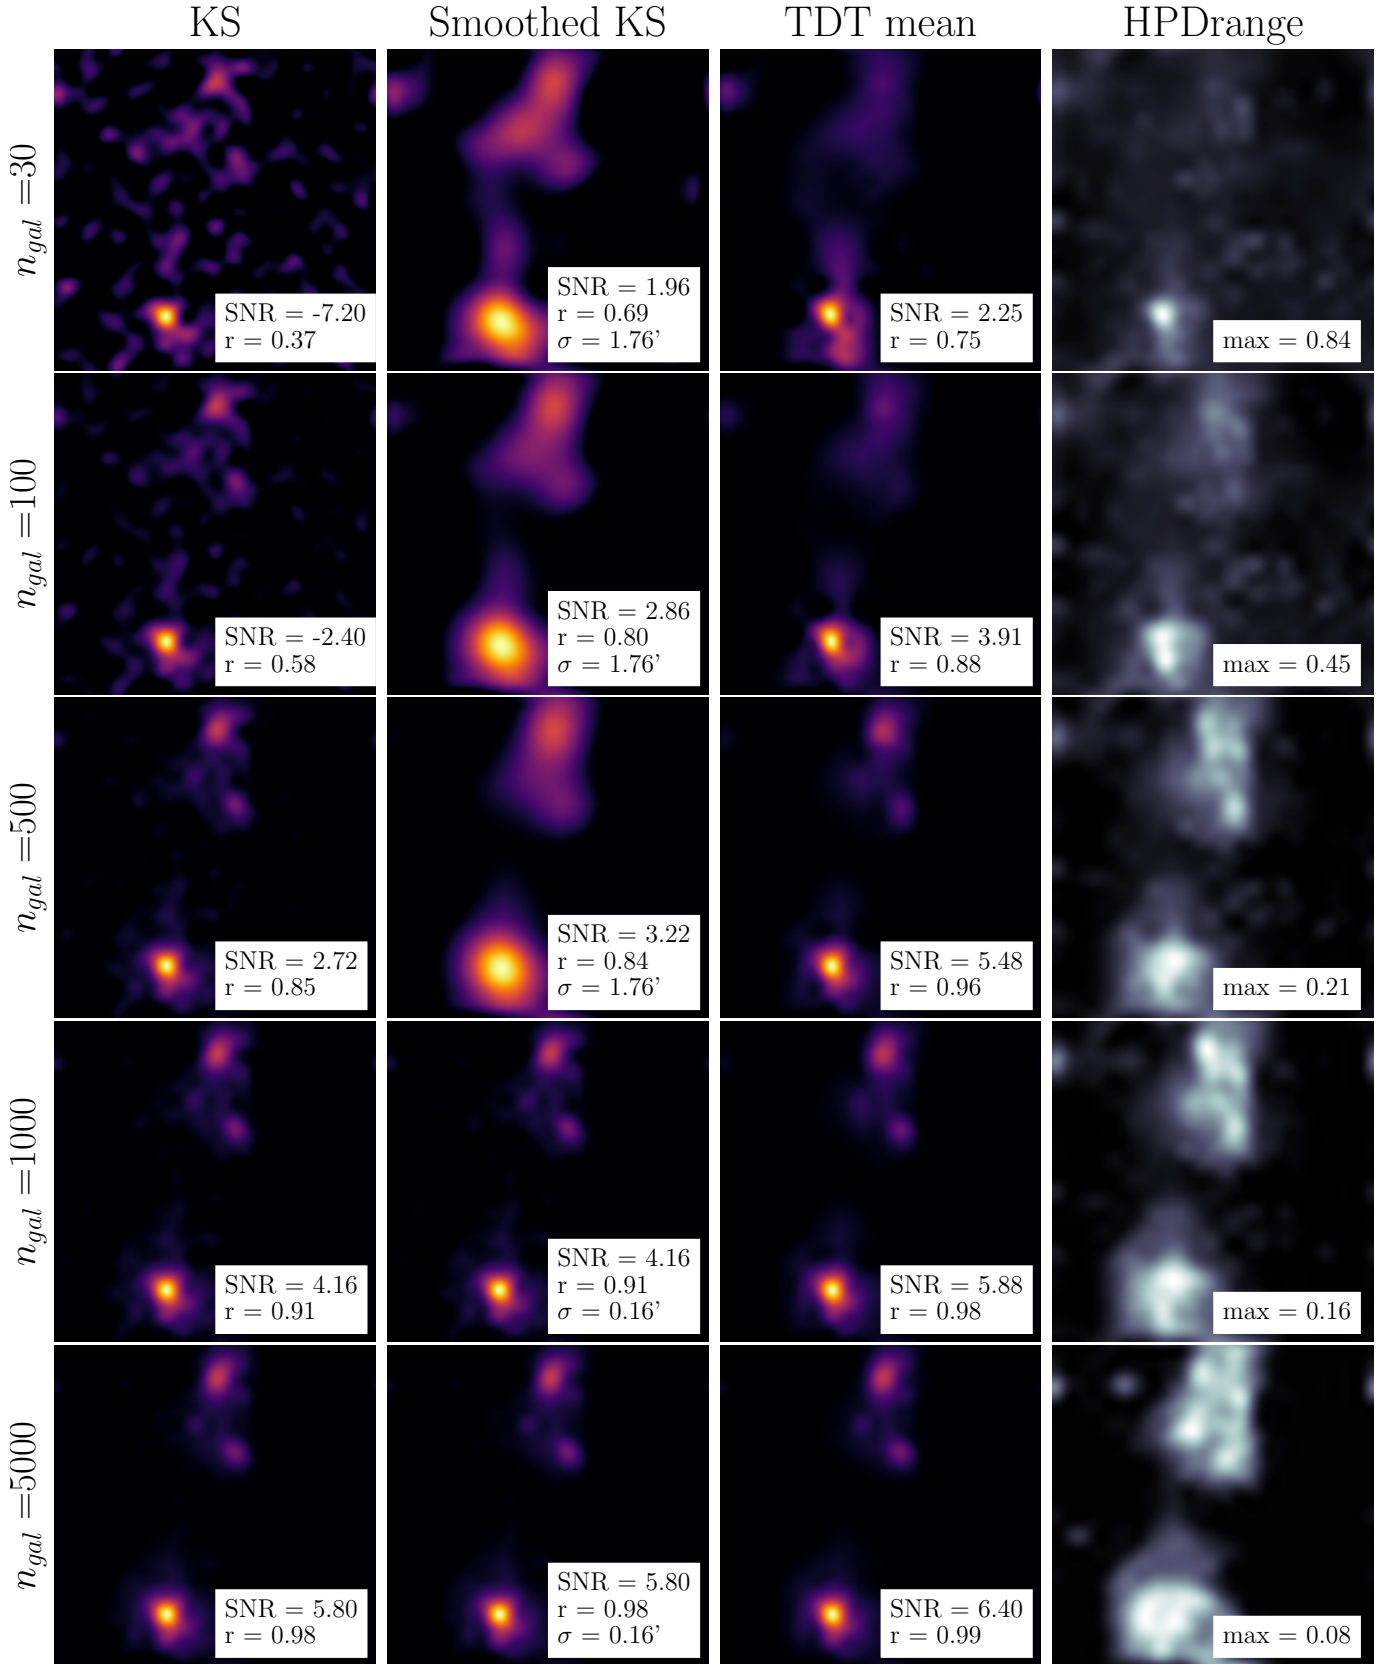 KS Smoothed KS TDT mean HPDrange
n_gal =30
SNR = -7.20
r = 0.37
SNR = 1.96
r = 0.69
σ = 1.76'
SNR = 2.25
r = 0.75
max = 0.84
n_gal =100
SNR = -2.40
r = 0.58
SNR = 2.86
r = 0.80
σ = 1.76'
SNR = 3.91
r = 0.88
max = 0.45
n_gal =500
SNR = 2.72
r = 0.85
SNR = 3.22
r = 0.84
σ = 1.76'
SNR = 5.48
r = 0.96
max = 0.21
n_gal =1000
SNR = 4.16
r = 0.91
SNR = 4.16
r = 0.91
σ = 0.16'
SNR = 5.88
r = 0.98
max = 0.16
n_gal =5000
SNR = 5.80
r = 0.98
SNR = 5.80
r = 0.98
σ = 0.16'
SNR = 6.40
r = 0.99
max = 0.08